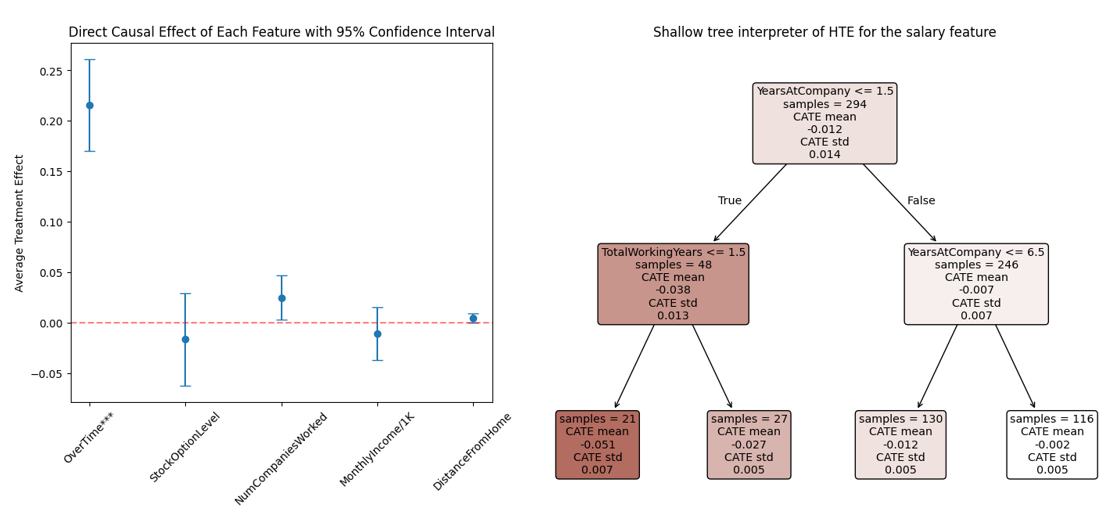 Direct Causal Effect of Each Feature with 95% Confidence Interval
Average Treatment Effect
0.25
0.20
0.15
0.10
0.05
0.00
−0.05
OverTime***
StockOptionLevel
NumCompaniesWorked
MonthlyIncome/1K
DistanceFromHome
Shallow tree interpreter of HTE for the salary feature
YearsAtCompany <= 1.5
samples = 294
CATE mean
-0.012
CATE std
0.014
True
False
TotalWorkingYears <= 1.5
samples = 48
CATE mean
-0.038
CATE std
0.013
YearsAtCompany <= 6.5
samples = 246
CATE mean
-0.007
CATE std
0.007
samples = 21
CATE mean
-0.051
CATE std
0.007
samples = 27
CATE mean
-0.027
CATE std
0.005
samples = 130
CATE mean
-0.012
CATE std
0.005
samples = 116
CATE mean
-0.002
CATE std
0.005